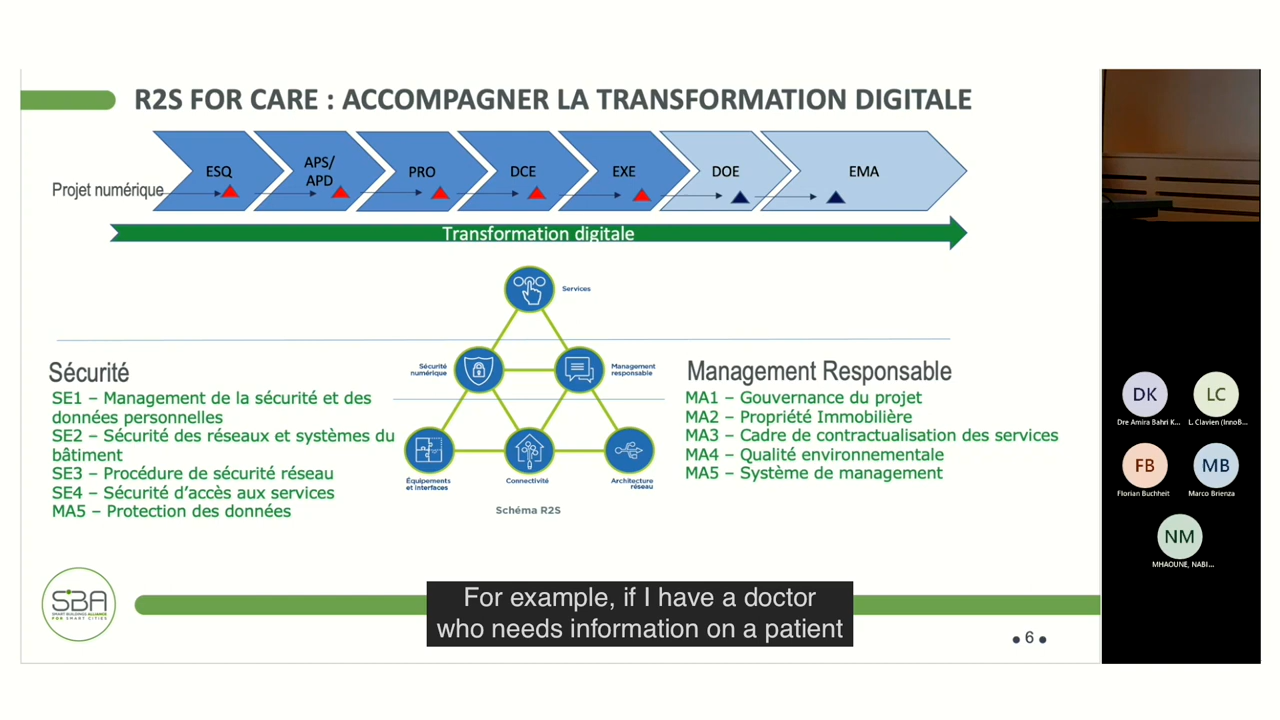 R2S FOR CARE : ACCOMPAGNER LA TRANSFORMATION DIGITALE
Projet numérique
ESQ
APS/
APD
PRO
DCE
EXE
DOE
EMA
Transformation digitale
Services
Sécurité
numérique
Management
responsable
Équipements
et interfaces
Connectivité
Architecture
réseau
Schéma R2S
Sécurité
SE1 – Management de la sécurité et des
données personnelles
SE2 – Sécurité des réseaux et systèmes du
bâtiment
SE3 – Procédure de sécurité réseau
SE4 – Sécurité d’accès aux services
MA5 – Protection des données
Management Responsable
MA1 – Gouvernance du projet
MA2 – Propriété Immobilière
MA3 – Cadre de contractualisation des services
MA4 – Qualité environnementale
MA5 – Système de management
DK
Dre Amira Bahri K...
LC
L. Clavien (InnoB...
FB
Florian Buchheit
MB
Marco Brienza
NM
MHAOUNE, NABI...
SBA
SMART BUILDINGS ALLIANCE
FOR SMART CITIES
For example, if I have a doctor
who needs information on a patient
• 6 •